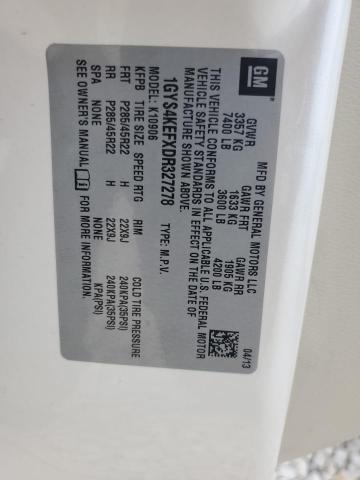 GM
MFD BY GENERAL MOTORS LLC
04/13
GVWR GAWR FRT GAWR RR
3357 KG 1633 KG 1905 KG
7400 LB 3600 LB 4200 LB
THIS VEHICLE CONFORMS TO ALL APPLICABLE U.S. FEDERAL MOTOR
VEHICLE SAFETY STANDARDS IN EFFECT ON THE DATE OF
MANUFACTURE SHOWN ABOVE.
1GYS4KEFXDR327278 TYPE: M.P.V.
MODEL: K10906
KFPB TIRE SIZE SPEED RTG RIM COLD TIRE PRESSURE
FRT P285/45R22 H 22X9J 240KPA(35PSI)
RR P285/45R22 H 22X9J 240KPA(35PSI)
SPA NONE NONE KPA(PSI)
SEE OWNER'S MANUAL FOR MORE INFORMATION.